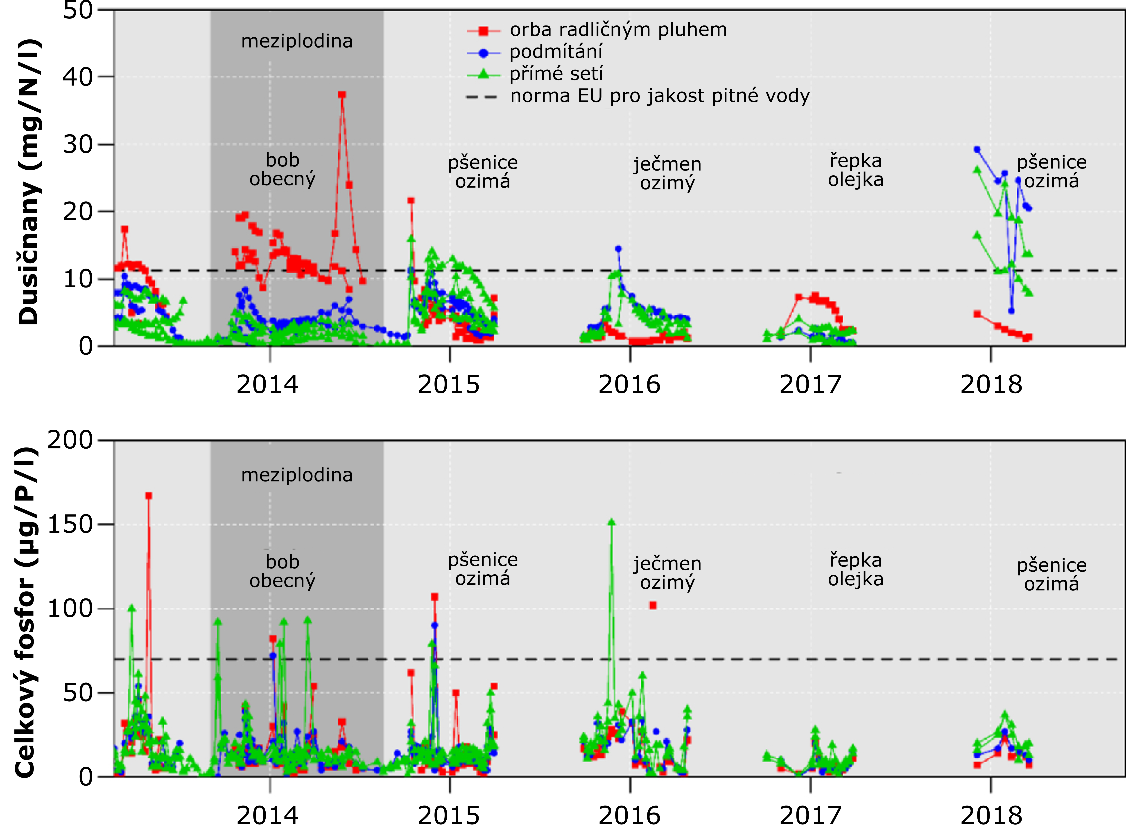 Dusičnany (mg/N/l)
50
40
30
20
10
0
meziplodina
orba radličným pluhem
podmítání
přímé setí
norma EU pro jakost pitné vody
bob
obecný
pšenice
ozimá
ječmen
ozimý
řepka
olejka
pšenice
ozimá
2014
2015
2016
2017
2018
Celkový fosfor (µg/P/l)
200
150
100
50
0
meziplodina
bob
obecný
pšenice
ozimá
ječmen
ozimý
řepka
olejka
pšenice
ozimá
2014
2015
2016
2017
2018